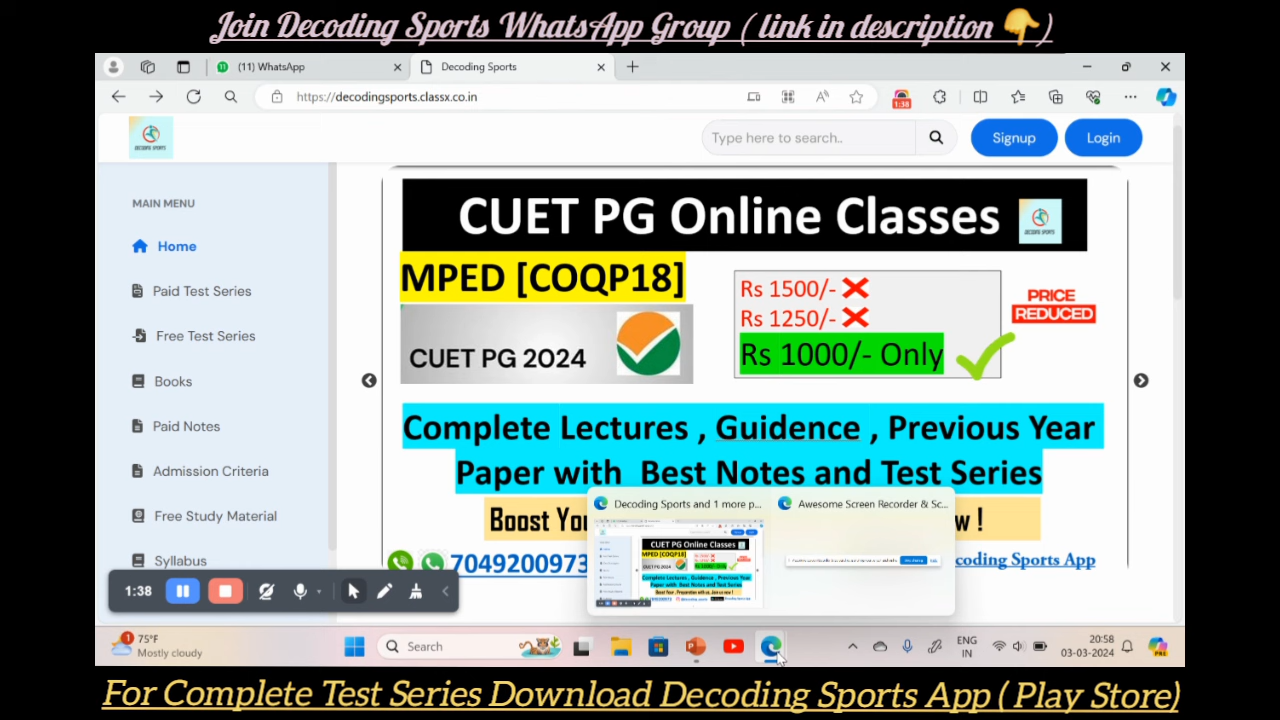 Join Decoding Sports WhatsApp Group ( link in description 👇 )
(11) WhatsApp
Decoding Sports
https://decodingsports.classx.co.in
1:38
Type here to search..
Signup
Login
MAIN MENU
Home
Paid Test Series
Free Test Series
Books
Paid Notes
Admission Criteria
Free Study Material
Syllabus
CUET PG Online Classes
MPED [COQP18]
CUET PG 2024
Rs 1500/- ❌
Rs 1250/- ❌
Rs 1000/- Only
PRICE
REDUCED
Complete Lectures , Guidence , Previous Year
Paper with Best Notes and Test Series
Boost You
w !
7049200973
coding Sports App
Decoding Sports and 1 more p...
Awesome Screen Recorder & Sc...
1:38
75°F
Mostly cloudy
Search
ENG
IN
20:58
03-03-2024
For Complete Test Series Download Decoding Sports App ( Play Store)